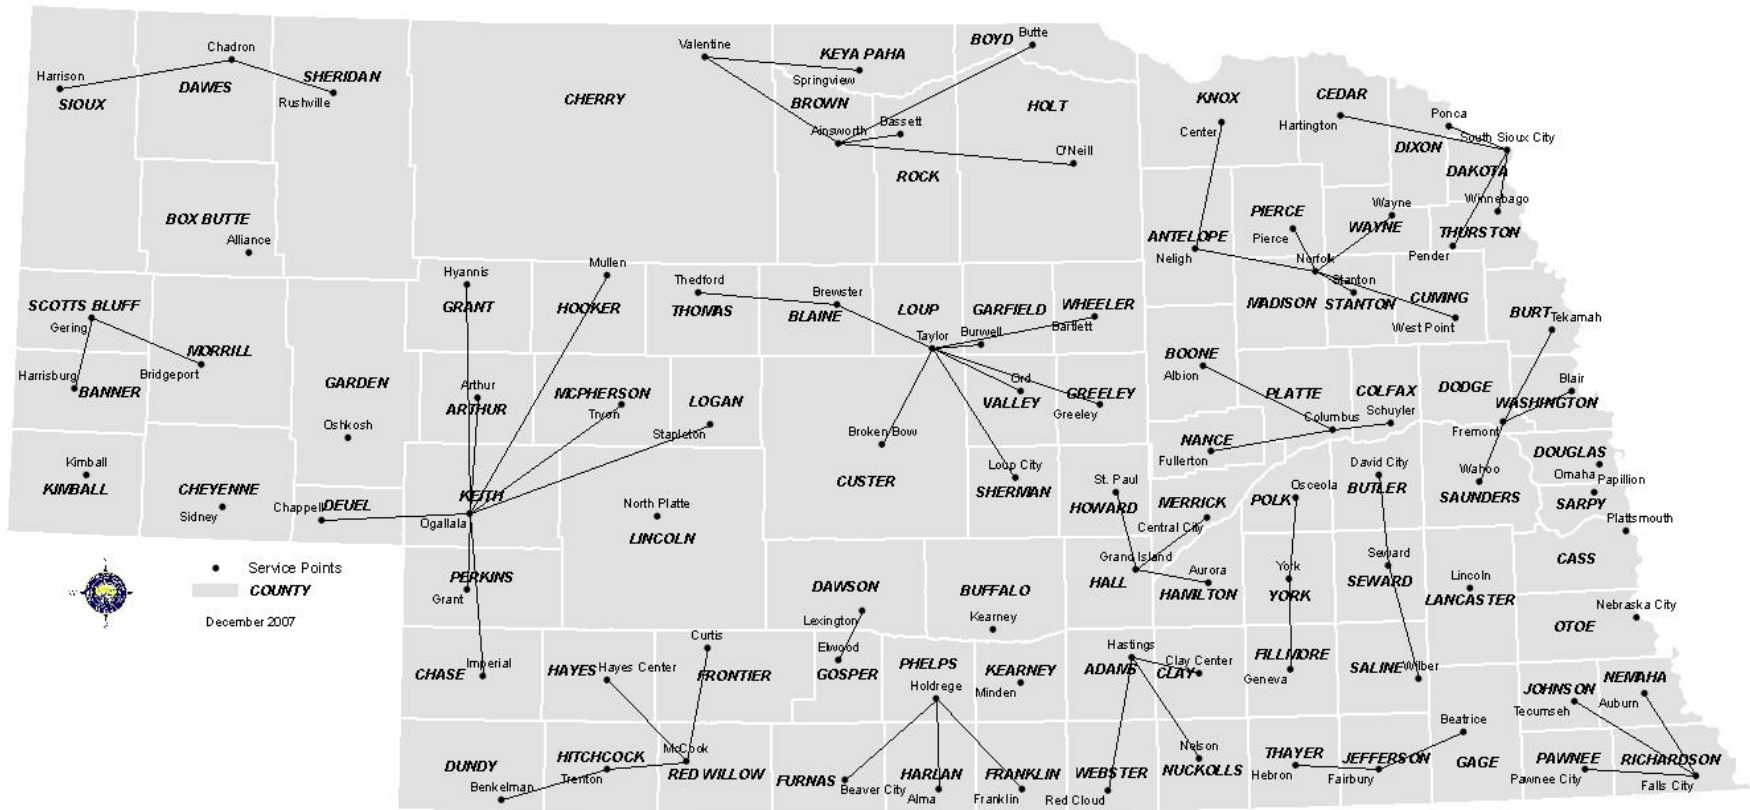 Chadron
Harrison
SIOUX
DAWES
SHERIDAN
Rushville
CHERRY
Valentine
KEYA PAHA
Springview
BROWN
Ainsworth
Bassett
ROCK
BOYD
Butte
HOLT
O'Neill
KNOX
Center
CEDAR
Hartington
Ponca
South Sioux City
DIXON
DAKOTA
Winnebago
THURSTON
Pender
BOX BUTTE
Alliance
ANTELOPE
Neligh
PIERCE
Pierce
Wayne
WAYNE
Norfolk
MADISON
Stanton
STANTON
CUMING
West Point
BURT
Tekamah
SCOTTS BLUFF
Gering
MORRILL
Bridgeport
Harrisburg
BANNER
GARDEN
Oshkosh
Hyannis
GRANT
Mullen
HOOKER
Thedford
THOMAS
Brewster
BLAINE
LOUP
Taylor
GARFIELD
Burwell
WHEELER
Bartlett
BOONE
Albion
Arthur
ARTHUR
MCPHERSON
Tryon
LOGAN
Stapleton
Broken Bow
CUSTER
Ord
VALLEY
GREELEY
Greeley
Loup City
SHERMAN
PLATTE
Columbus
COLFAX
Schuyler
DODGE
Fremont
Blair
WASHINGTON
NANCE
Fullerton
Kimball
KIMBALL
CHEYENNE
Sidney
Chappell
DEUEL
KEITH
Ogallala
North Platte
LINCOLN
St. Paul
HOWARD
MERRICK
Central City
POLK
Osceola
David City
BUTLER
Wahoo
SAUNDERS
DOUGLAS
Omaha
Papillion
SARPY
Plattsmouth
CASS
PERKINS
Grant
DAWSON
Lexington
BUFFALO
Kearney
Grand Island
HALL
Aurora
HAMILTON
York
YORK
Seward
SEWARD
Lincoln
LANCASTER
Nebraska City
OTOE
Service Points
COUNTY
December 2007
CHASE
Imperial
HAYES
Hayes Center
Curtis
FRONTIER
Elwood
GOSPER
PHELPS
Holdrege
KEARNEY
Minden
Hastings
ADAMS
Clay Center
CLAY
FILLMORE
Geneva
SALINE
Wilber
JOHNSON
Tecumseh
NEMAHA
Auburn
DUNDY
Benkelman
HITCHCOCK
Trenton
McCook
RED WILLOW
FURNAS
Beaver City
HARLAN
Alma
FRANKLIN
Franklin
WEBSTER
Red Cloud
Nelson
NUCKOLLS
THAYER
Hebron
JEFFERSON
Fairbury
Beatrice
GAGE
PAWNEE
Pawnee City
RICHARDSON
Falls City